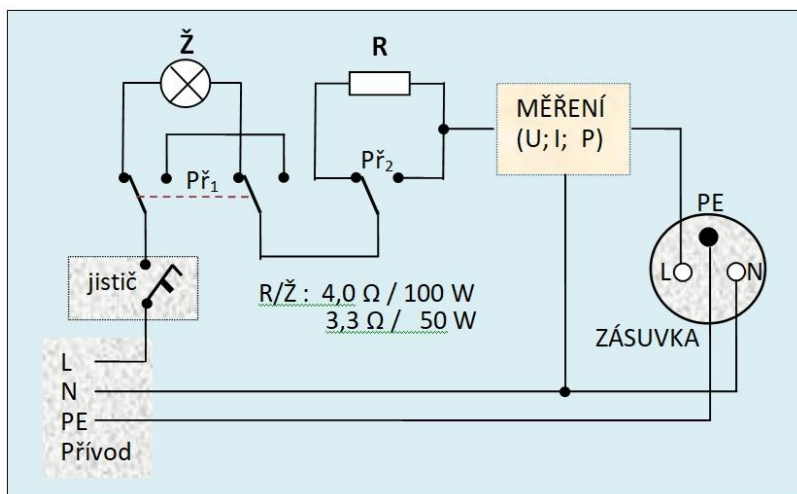 Ž
R
MĚŘENÍ
(U; I; P)
Př₁
Př₂
PE
jistič
L
N
R/Ž : 4,0 Ω / 100 W
3,3 Ω / 50 W
ZÁSUVKA
L
N
PE
Přívod